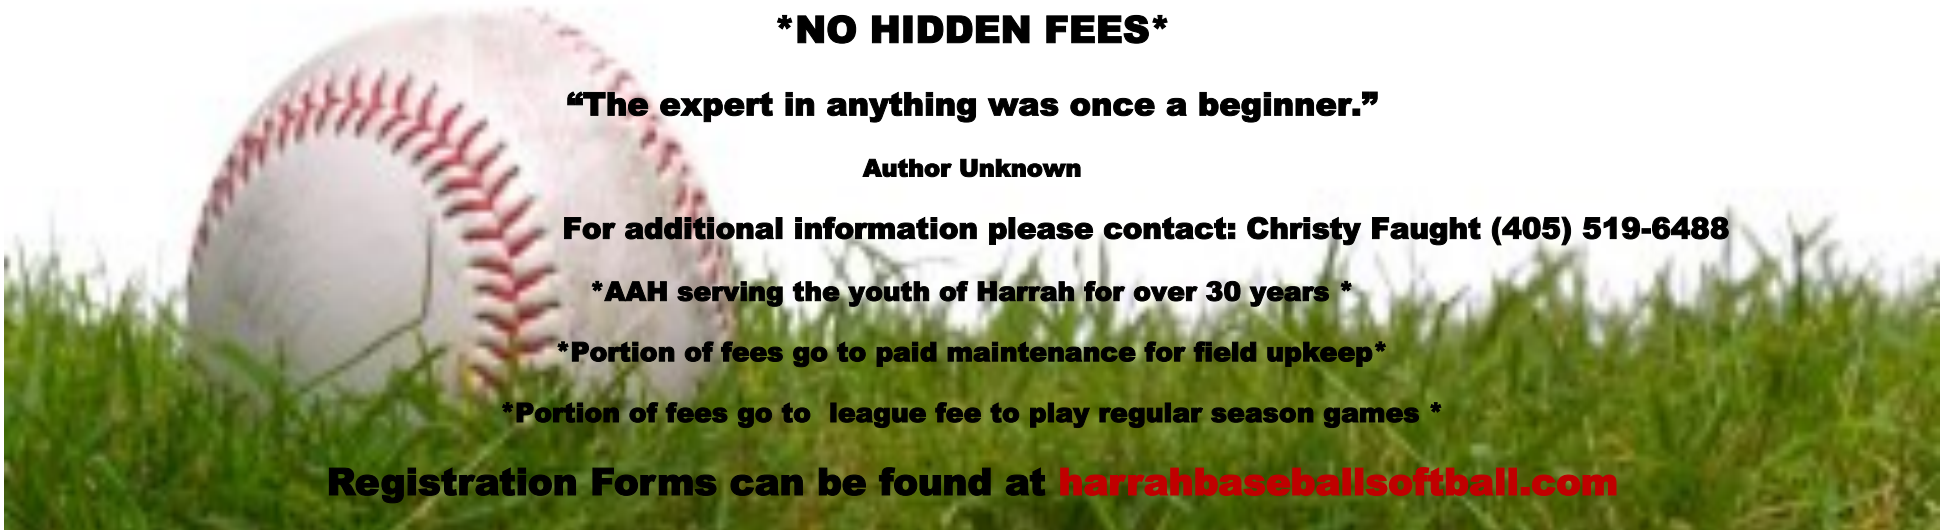 *NO HIDDEN FEES*
“The expert in anything was once a beginner.”
Author Unknown
For additional information please contact: Christy Faught (405) 519-6488
*AAH serving the youth of Harrah for over 30 years *
*Portion of fees go to paid maintenance for field upkeep*
*Portion of fees go to  league fee to play regular season games *
Registration Forms can be found at harrahbaseballsoftball.com